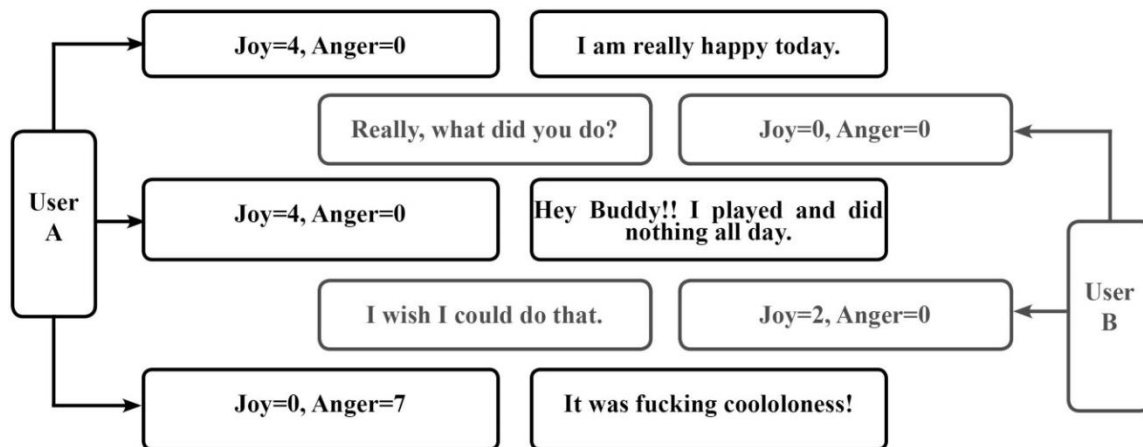 Joy=4, Anger=0
I am really happy today.
Really, what did you do?
Joy=0, Anger=0
User
A
Joy=4, Anger=0
Hey Buddy!! I played and did
nothing all day.
I wish I could do that.
Joy=2, Anger=0
User
B
Joy=0, Anger=7
It was fucking coololoness!